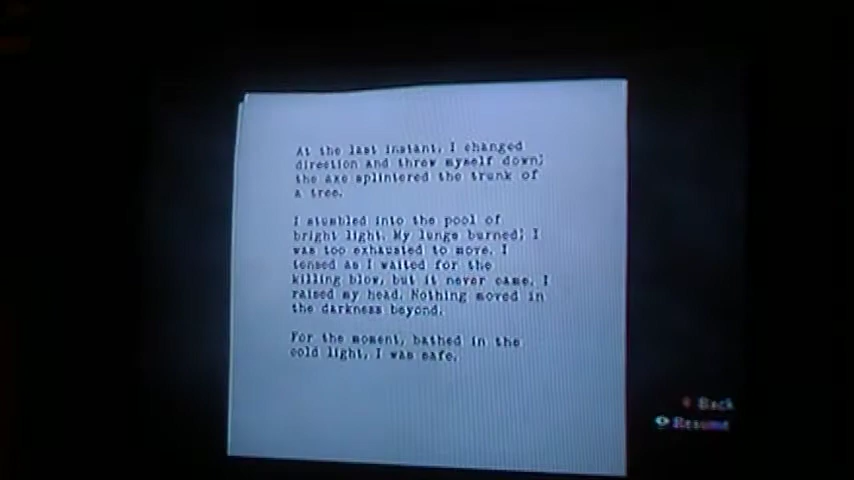 At the last instant, I changed
direction and threw myself down;
the axe splintered the trunk of
a tree.
I stumbled into the pool of
bright light. My lungs burned; I
was too exhausted to move. I
tensed as I waited for the
killing blow, but it never came. I
raised my head. Nothing moved in
the darkness beyond.
For the moment, bathed in the
cold light, I was safe.
Back
Resume